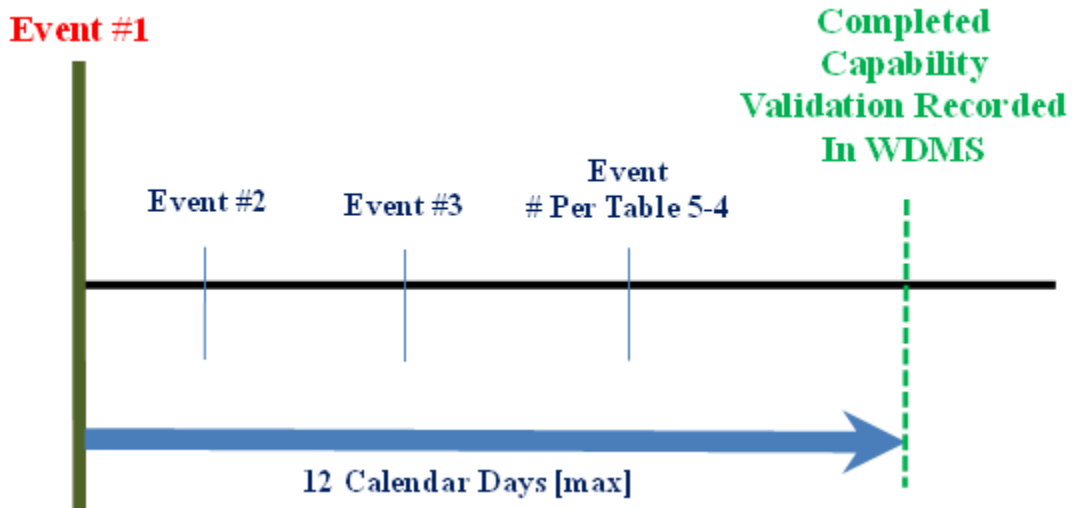 Event #1
Completed
Capability
Validation Recorded
In WDMS
Event #2
Event #3
Event
# Per Table 5-4
12 Calendar Days [max]